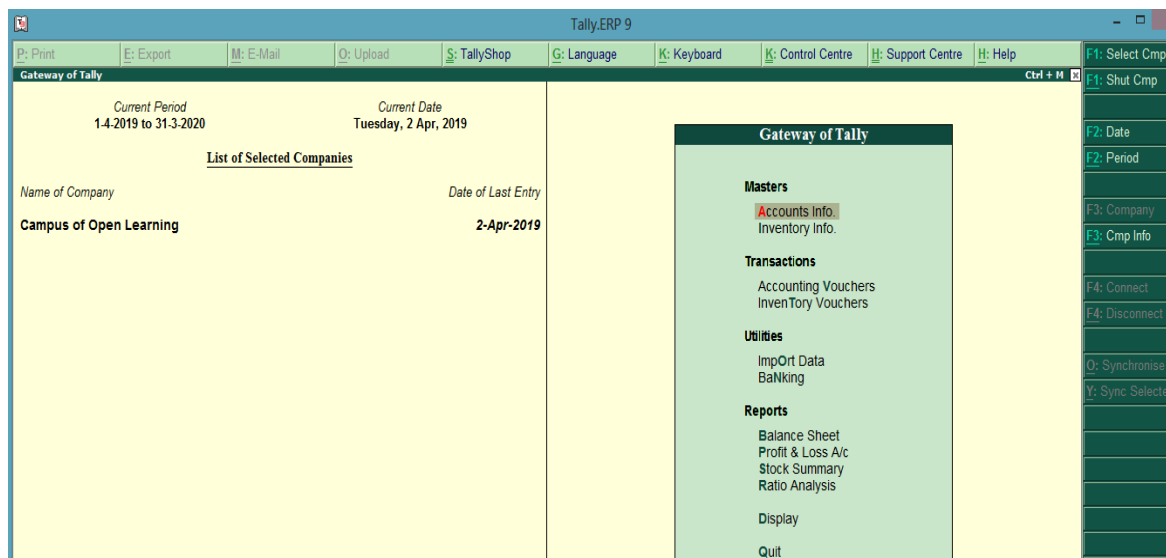 Tally.ERP 9
P: Print E: Export M: E-Mail O: Upload S: TallyShop G: Language K: Keyboard K: Control Centre H: Support Centre H: Help
Gateway of Tally Ctrl + M x
Current Period Current Date
1-4-2019 to 31-3-2020 Tuesday, 2 Apr, 2019
List of Selected Companies
Name of Company Date of Last Entry
Campus of Open Learning 2-Apr-2019
Gateway of Tally
Masters
Accounts Info.
Inventory Info.
Transactions
Accounting Vouchers
InvenTory Vouchers
Utilities
ImpOrt Data
BaNking
Reports
Balance Sheet
Profit & Loss A/c
Stock Summary
Ratio Analysis
Display
Quit
F1: Select Cmp
F1: Shut Cmp
F2: Date
F2: Period
F3: Company
F3: Cmp Info
F4: Connect
F4: Disconnect
O: Synchronise
Y: Sync Selecte